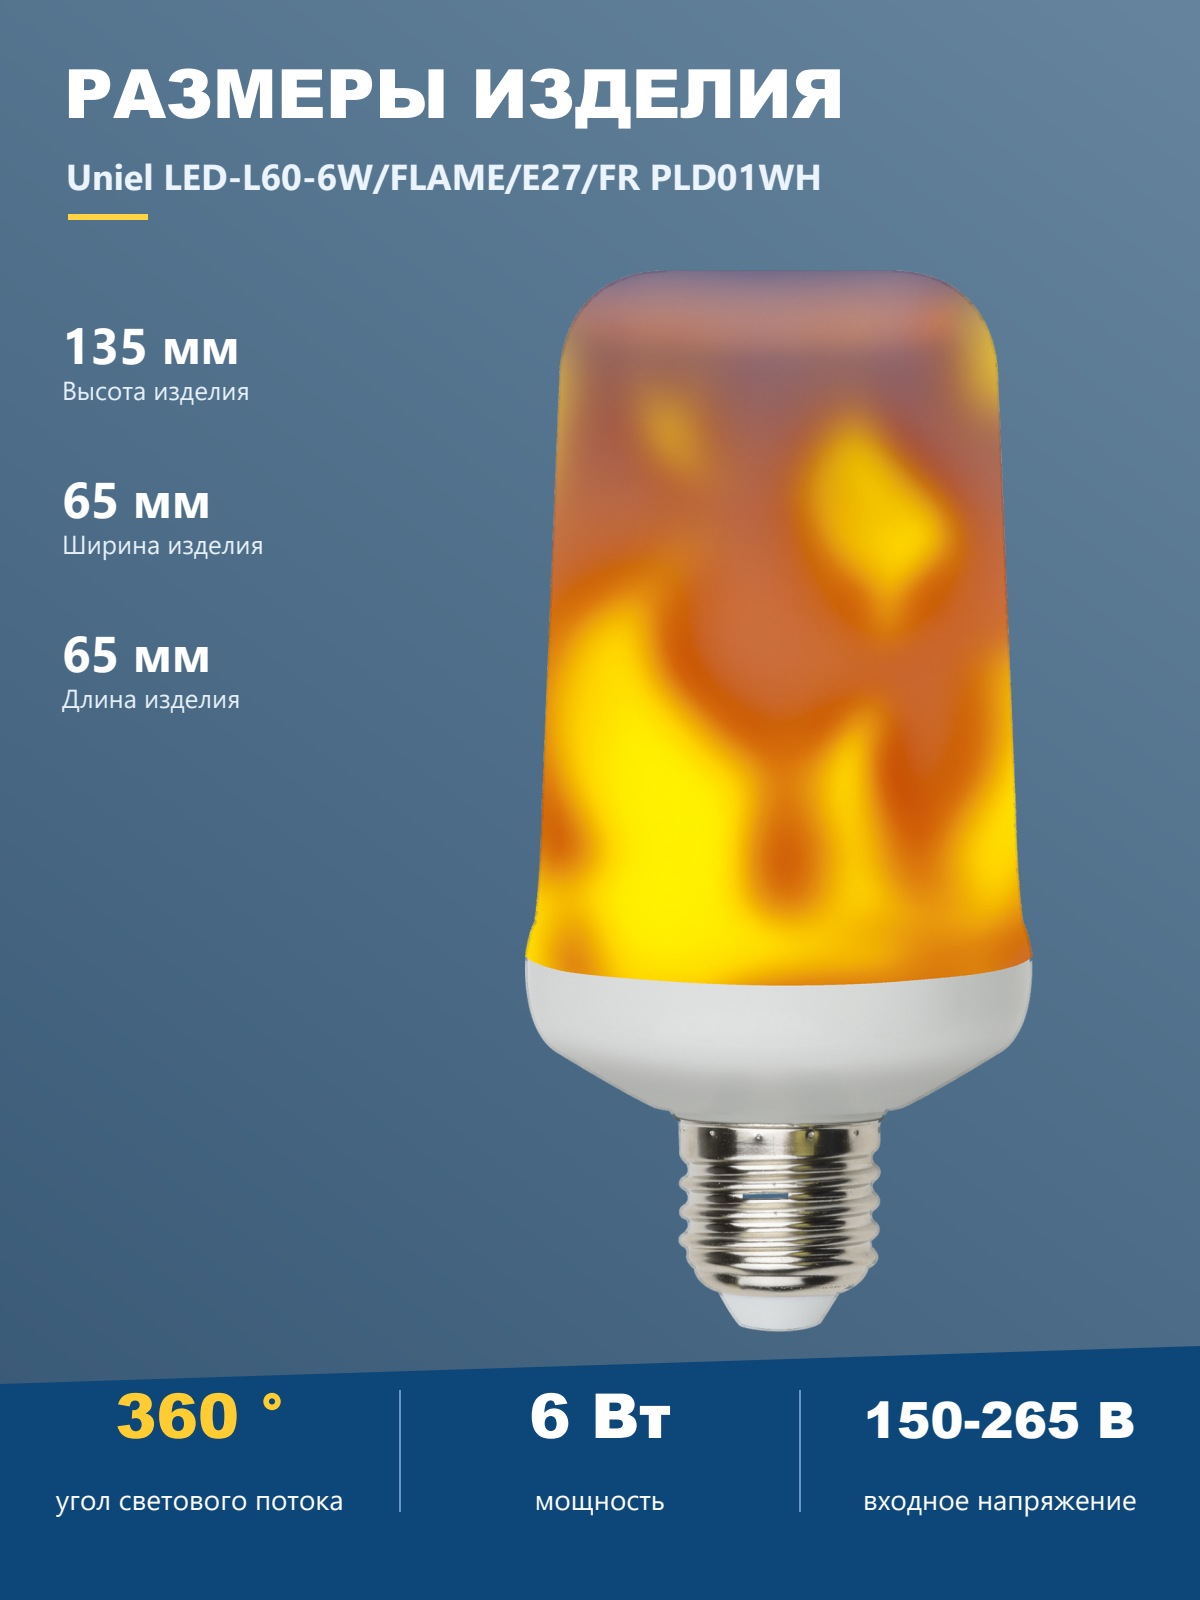 РАЗМЕРЫ ИЗДЕЛИЯ
Uniel LED-L60-6W/FLAME/E27/FR PLD01WH
135 мм
Высота изделия
65 мм
Ширина изделия
65 мм
Длина изделия
360 °
угол светового потока
6 Вт
мощность
150-265 В
входное напряжение